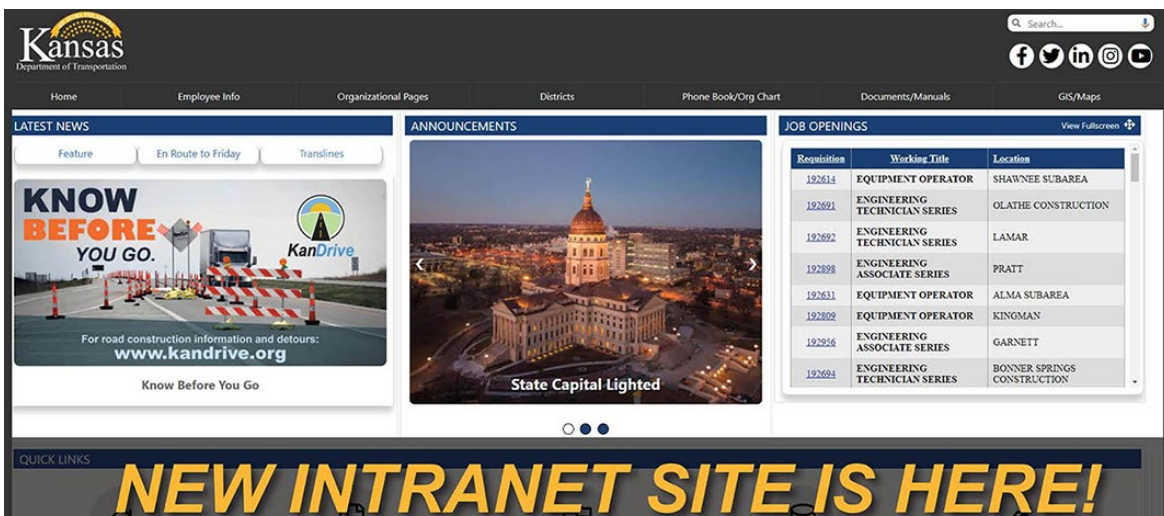 Kansas
Department of Transportation
Search...
Home
Employee Info
Organizational Pages
Districts
Phone Book/Org Chart
Documents/Manuals
GIS/Maps
LATEST NEWS
Feature
En Route to Friday
Translines
KNOW
BEFORE
YOU GO.
KanDrive
For road construction information and detours:
www.kandrive.org
Know Before You Go
ANNOUNCEMENTS
State Capital Lighted
JOB OPENINGS
View Fullscreen
Requisition Working Title Location
192614 EQUIPMENT OPERATOR SHAWNEE SUBAREA
192691 ENGINEERING TECHNICIAN SERIES OLATHE CONSTRUCTION
192692 ENGINEERING TECHNICIAN SERIES LAMAR
192898 ENGINEERING ASSOCIATE SERIES PRATT
192631 EQUIPMENT OPERATOR ALMA SUBAREA
192809 EQUIPMENT OPERATOR KINGMAN
192956 ENGINEERING ASSOCIATE SERIES GARNETT
192694 ENGINEERING TECHNICIAN SERIES BONNER SPRINGS CONSTRUCTION
QUICK LINKS
NEW INTRANET SITE IS HERE!